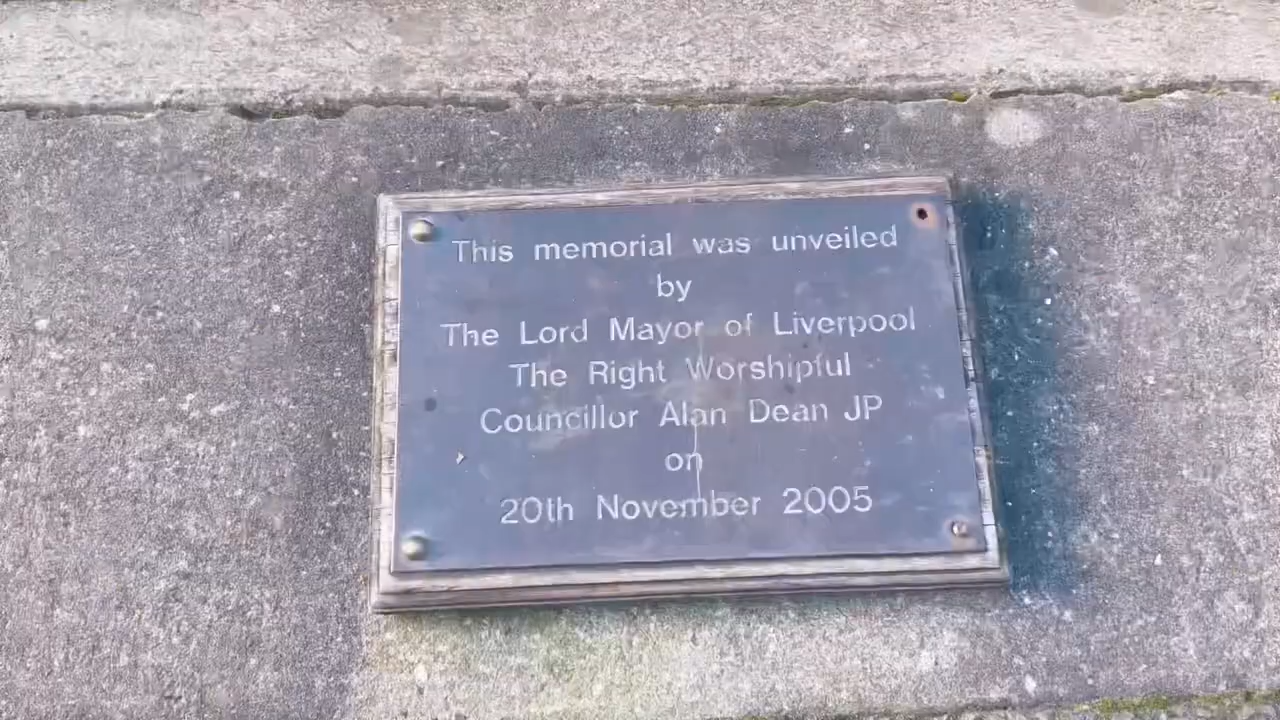 This memorial was unveiled
by
The Lord Mayor of Liverpool
The Right Worshipful
Councillor Alan Dean JP
on
20th November 2005